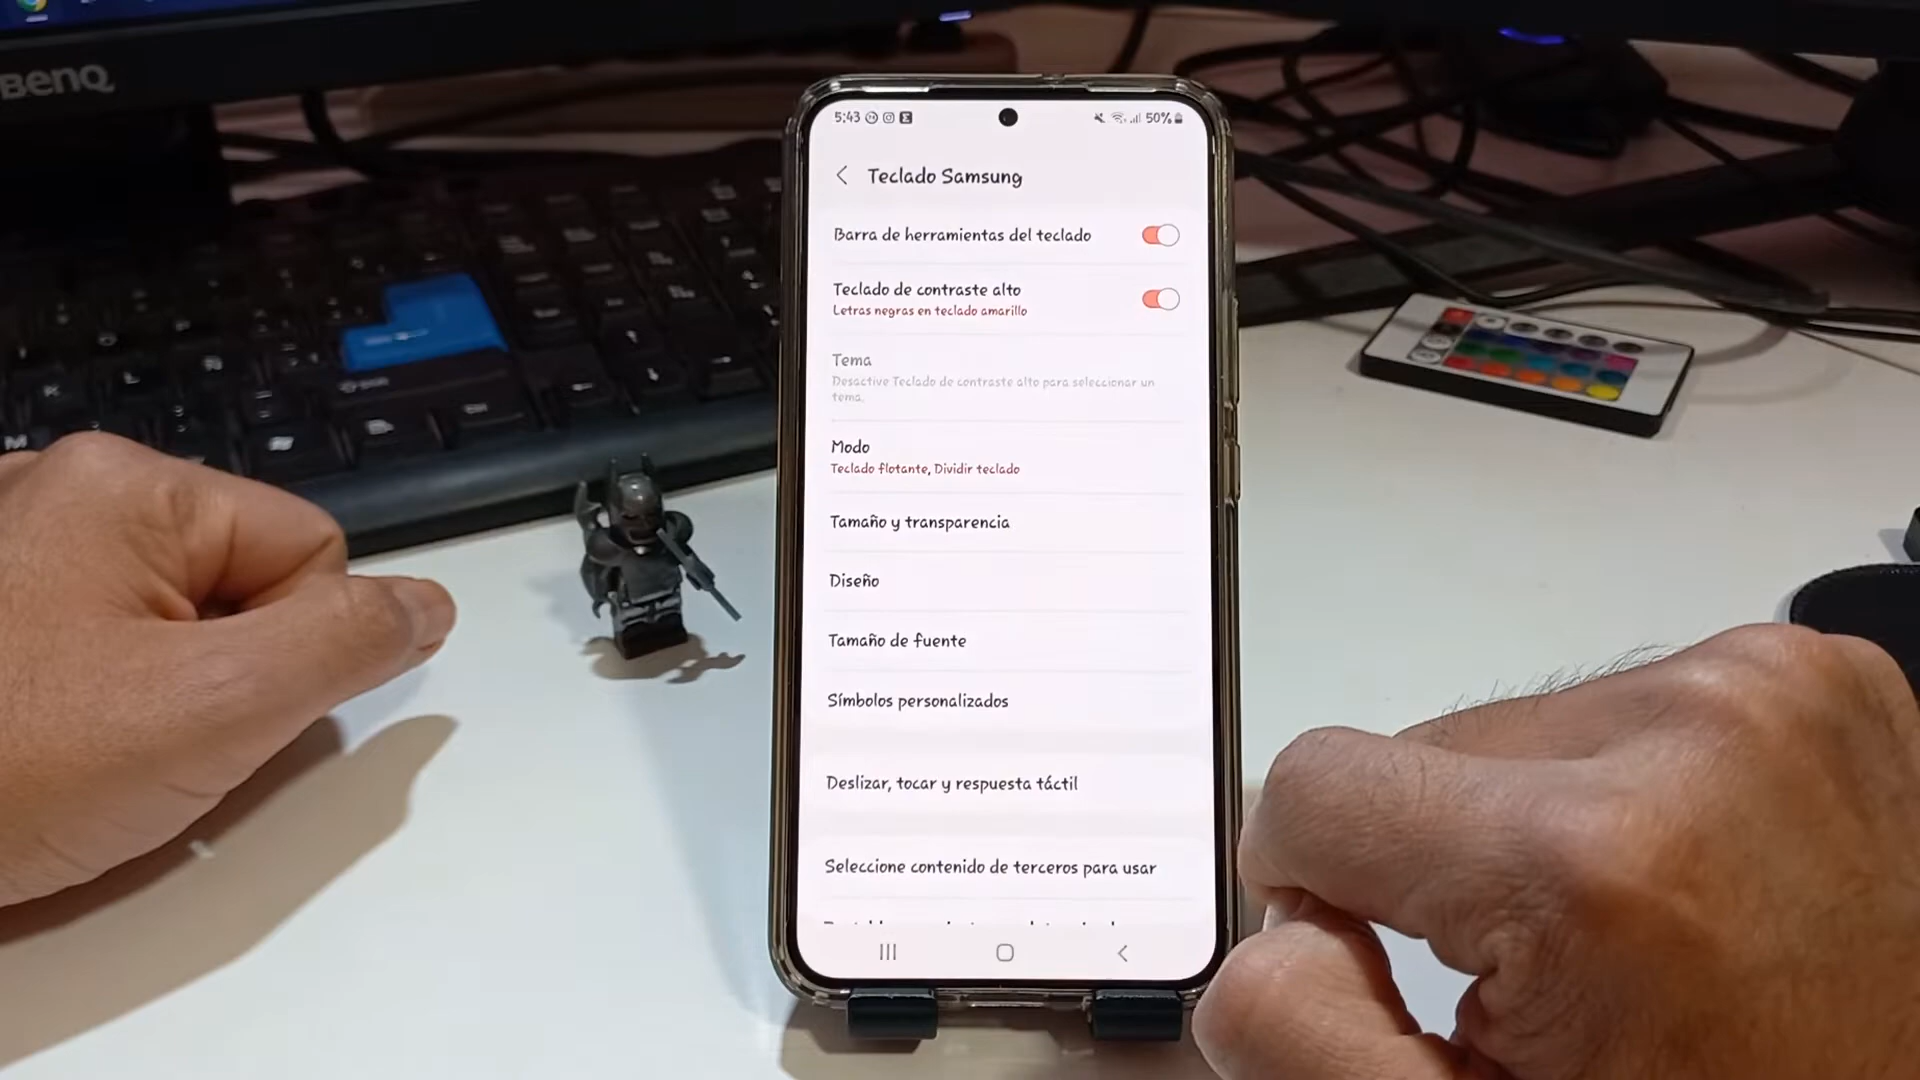 BenQ
5:43
50%
Teclado Samsung
Barra de herramientas del teclado
Teclado de contraste alto
Letras negras en teclado amarillo
Tema
Desactive Teclado de contraste alto para seleccionar un
tema.
Modo
Teclado flotante, Dividir teclado
Tamaño y transparencia
Diseño
Tamaño de fuente
Símbolos personalizados
Deslizar, tocar y respuesta táctil
Seleccione contenido de terceros para usar